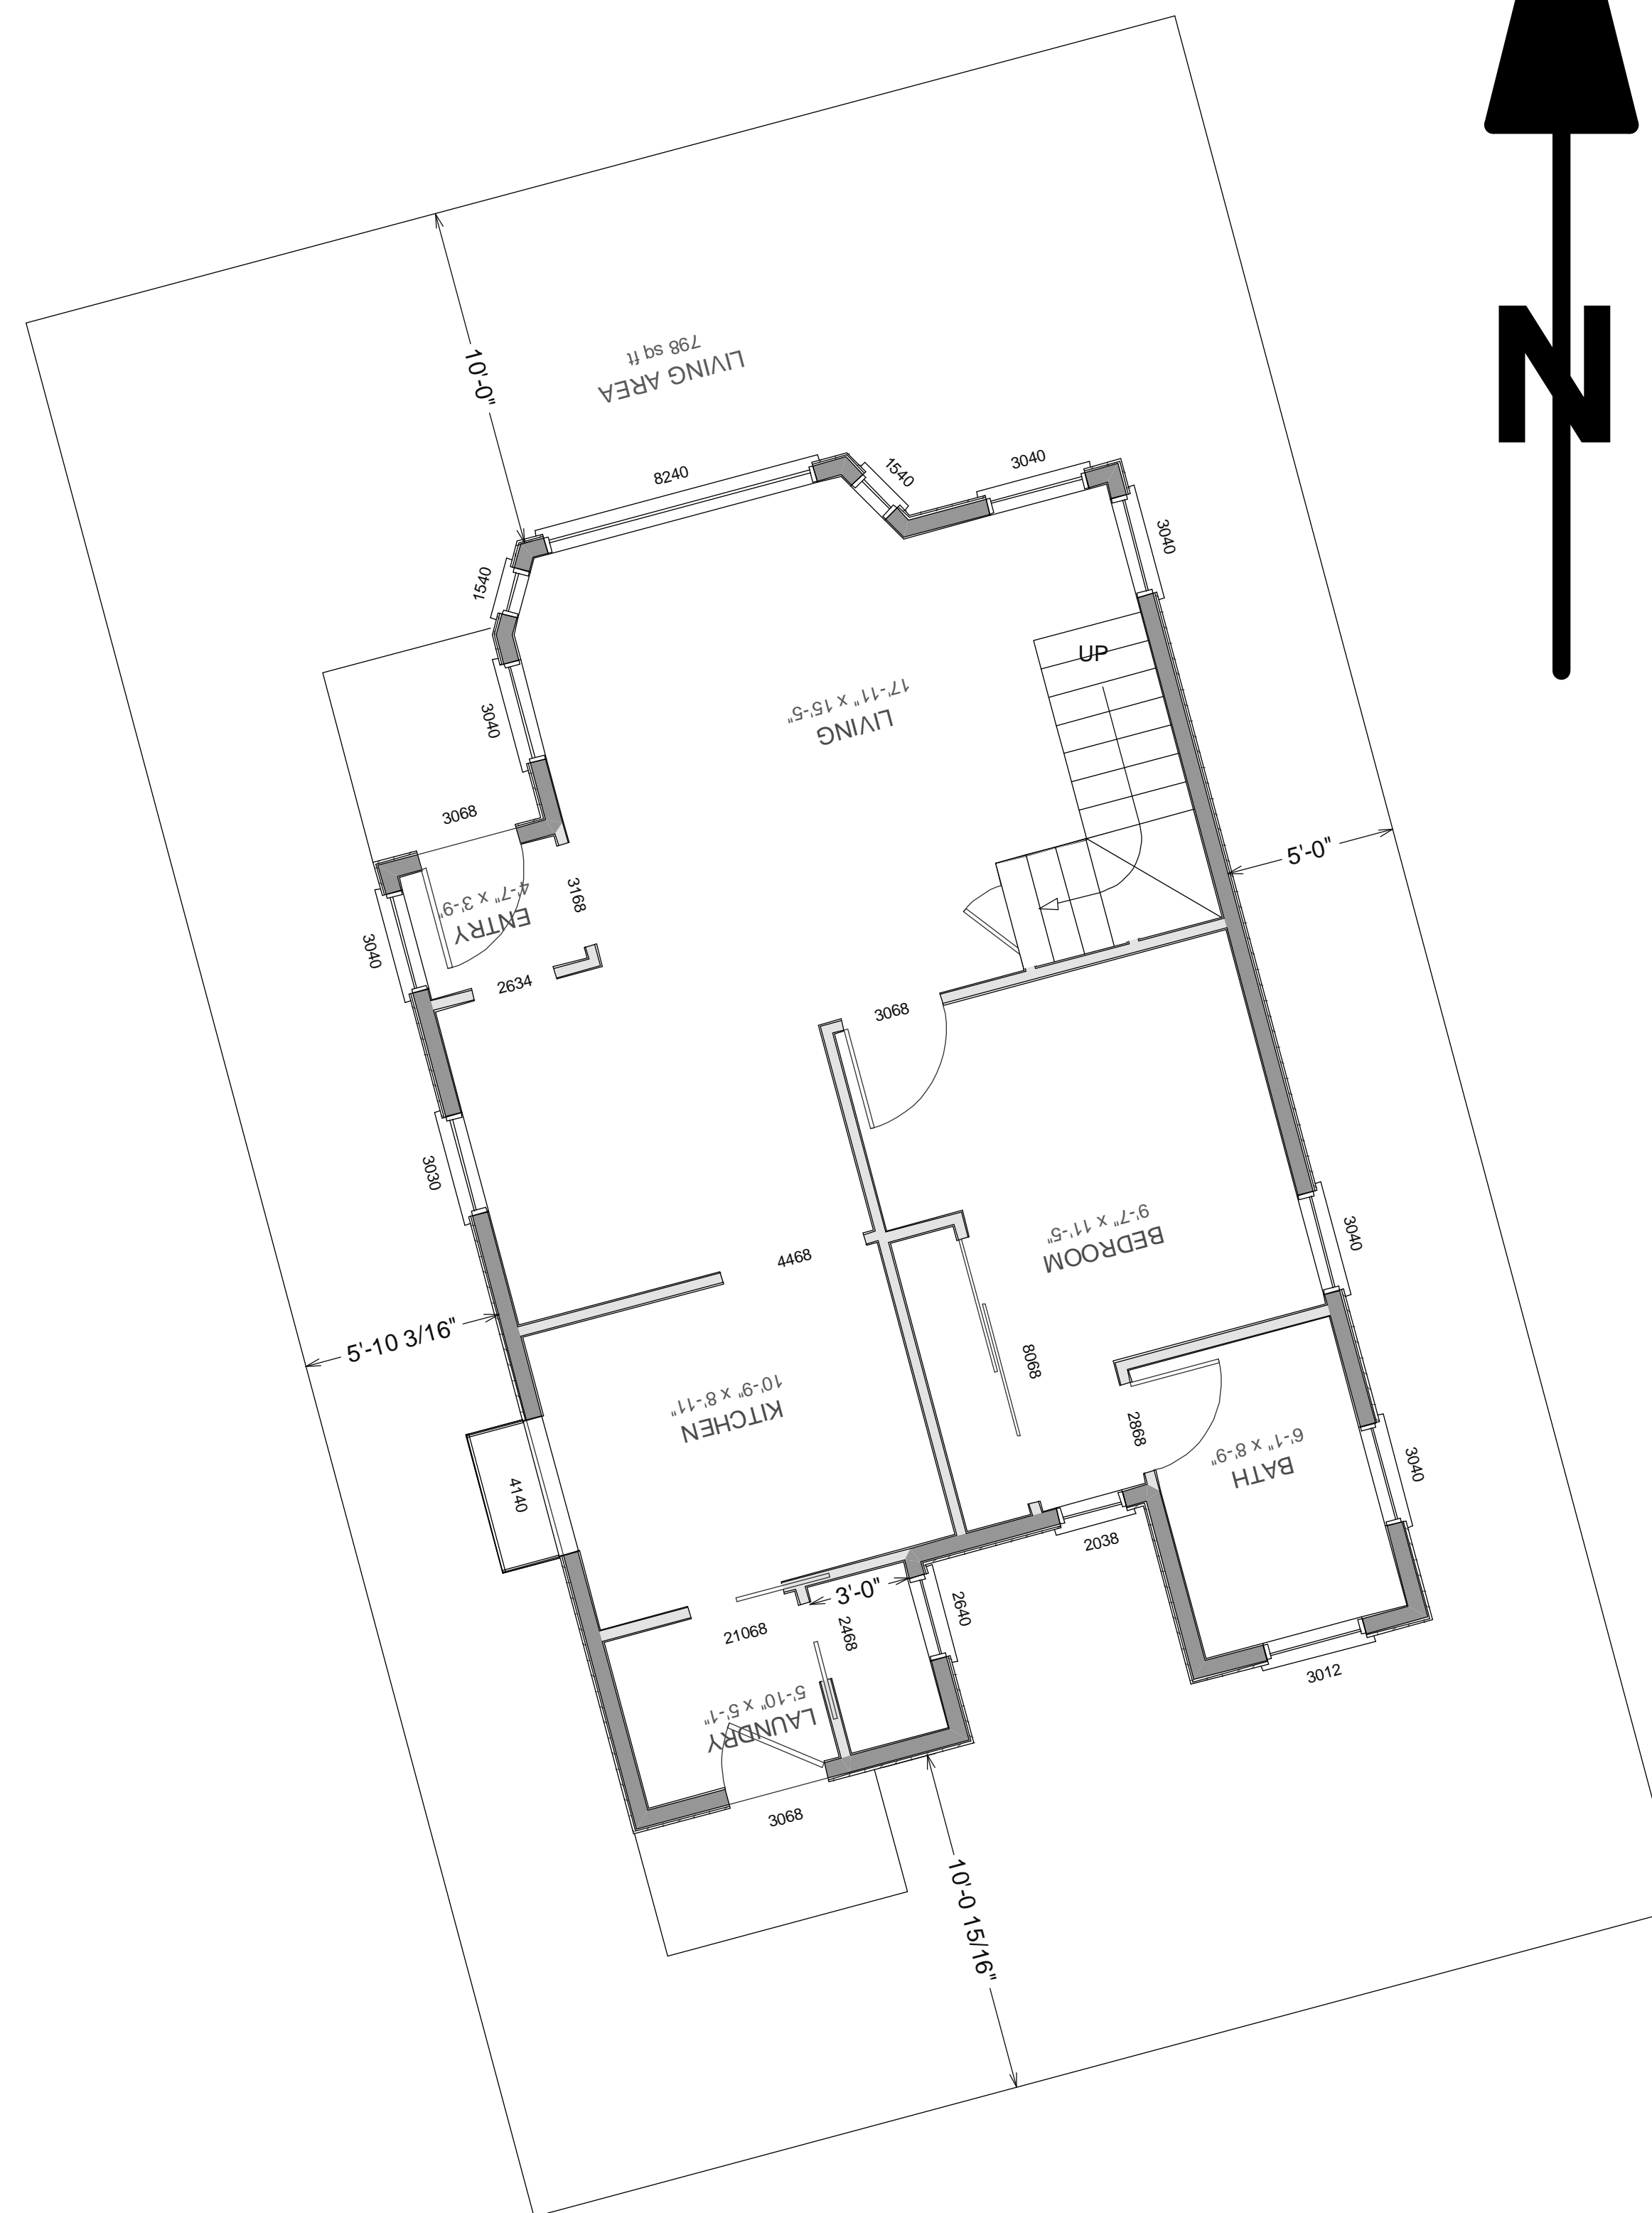 N
10'-0"
LIVING AREA
798 sq ft
8240
1540
3040
3040
1540
3040
UP
LIVING
17'-11" x 15'-5"
3068
5'-0"
3168
ENTRY
4'-7" x 3'-9"
3040
2634
3068
3030
BEDROOM
9'-7" x 11'-5"
3040
4468
5'-10 3/16"
8068
KITCHEN
10'-9" x 8'-11"
2868
BATH
6'-1" x 8'-9"
3040
4140
2038
3'-0"
2640
21068
2468
3012
LAUNDRY
5'-10" x 5'-1"
3068
10'-0 15/16"